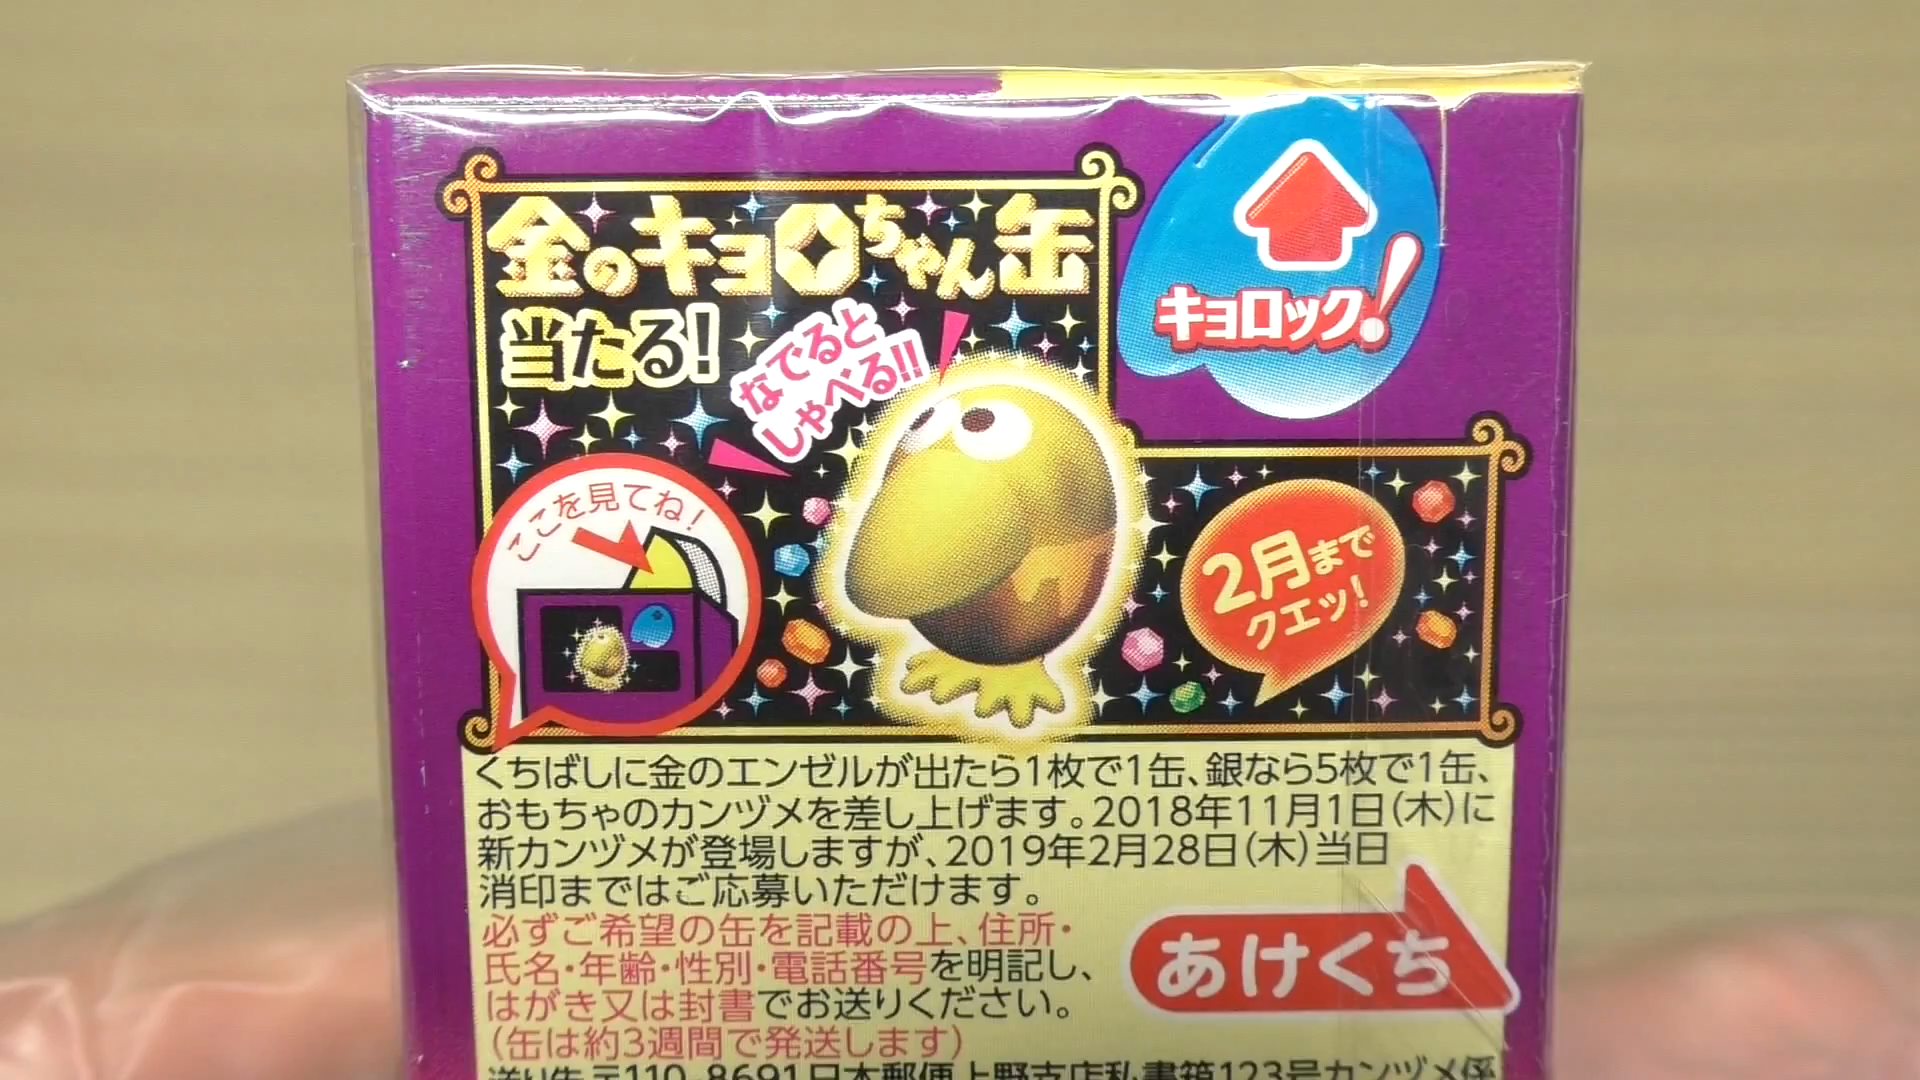 金のキョロちゃん缶
当たる!
なでると
しゃべる!!
キョロック!
ここを見てね!
2月まで
クエッ!
くちばしに金のエンゼルが出たら1枚で1缶、銀なら5枚で1缶、
おもちゃのカンヅメを差し上げます。2018年11月1日(木)に
新カンヅメが登場しますが、2019年2月28日(木)当日
消印まではご応募いただけます。
必ずご希望の缶を記載の上、住所・
氏名・年齢・性別・電話番号を明記し、
はがき又は封書でお送りください。
(缶は約3週間で発送します)
あけくち
送り先〒110-8691日本郵便上野支店私書箱123号カンヅメ係